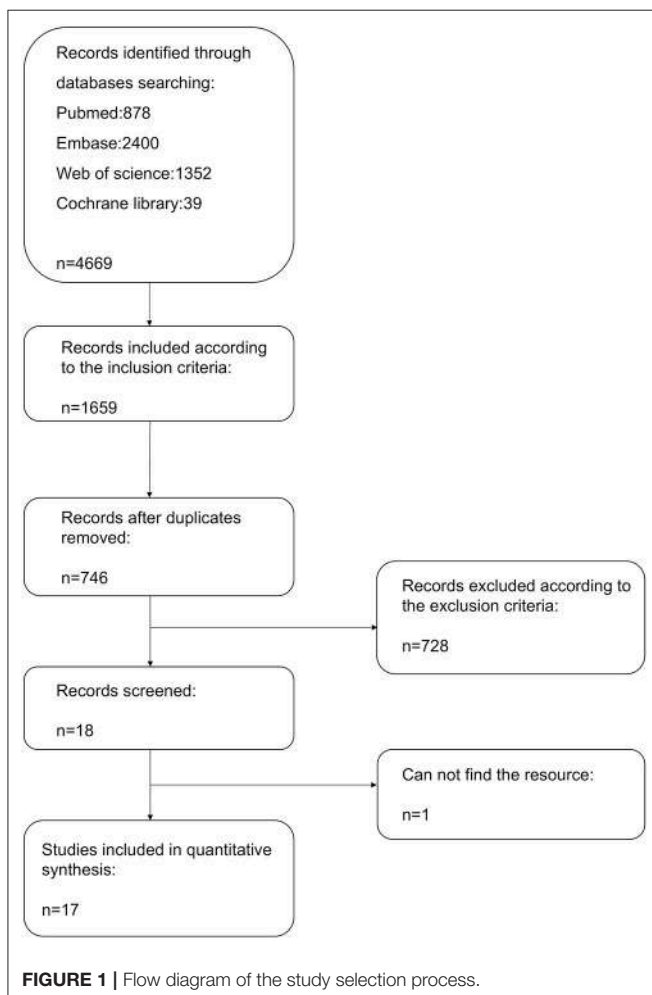 Records identified through
databases searching:
Pubmed:878
Embase:2400
Web of science:1352
Cochrane library:39
n=4669
Records included according
to the inclusion criteria:
n=1659
Records after duplicates
removed:
n=746
Records excluded according to
the exclusion criteria:
n=728
Records screened:
n=18
Can not find the resource:
n=1
Studies included in quantitative
synthesis:
n=17
FIGURE 1 | Flow diagram of the study selection process.